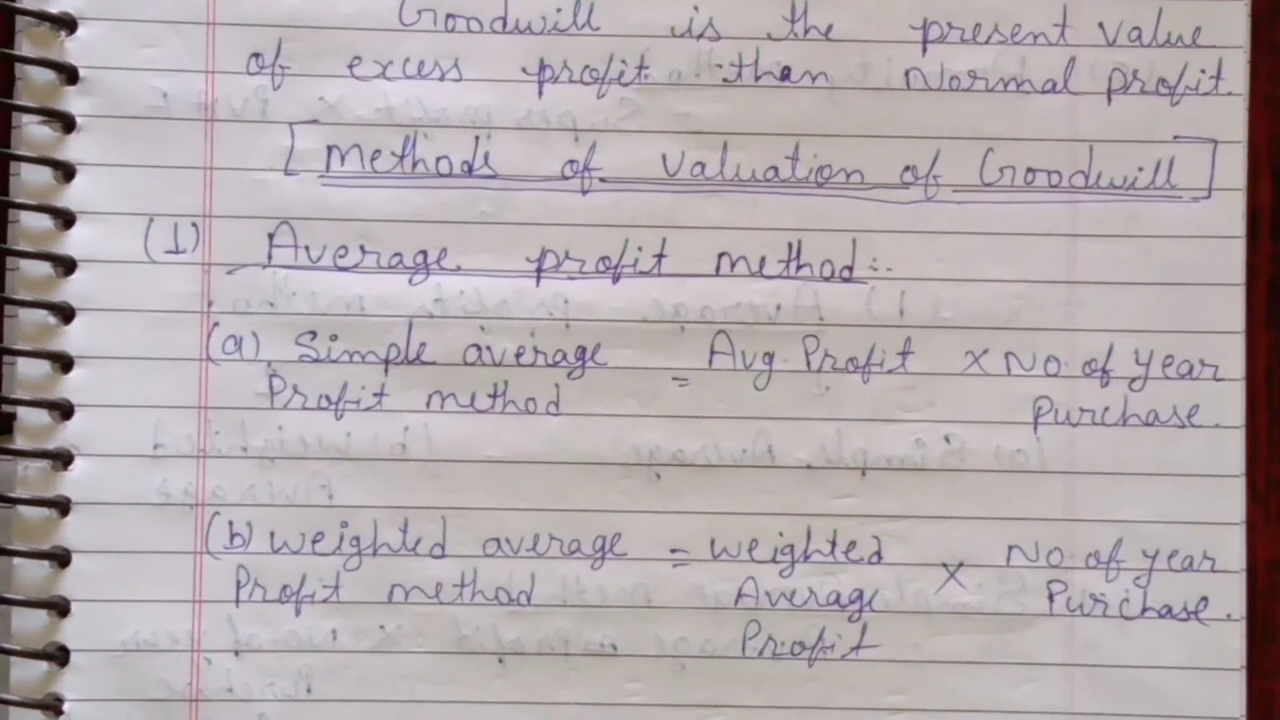 Goodwill is the present value
of excess profit than Normal profit.
[Methods of Valuation of Goodwill]
(1) Average profit method:-
(a) Simple average = Avg. Profit x No. of year
Profit method Purchase.
(b) weighted average = weighted x No. of year
Profit method Average Purchase.
Profit